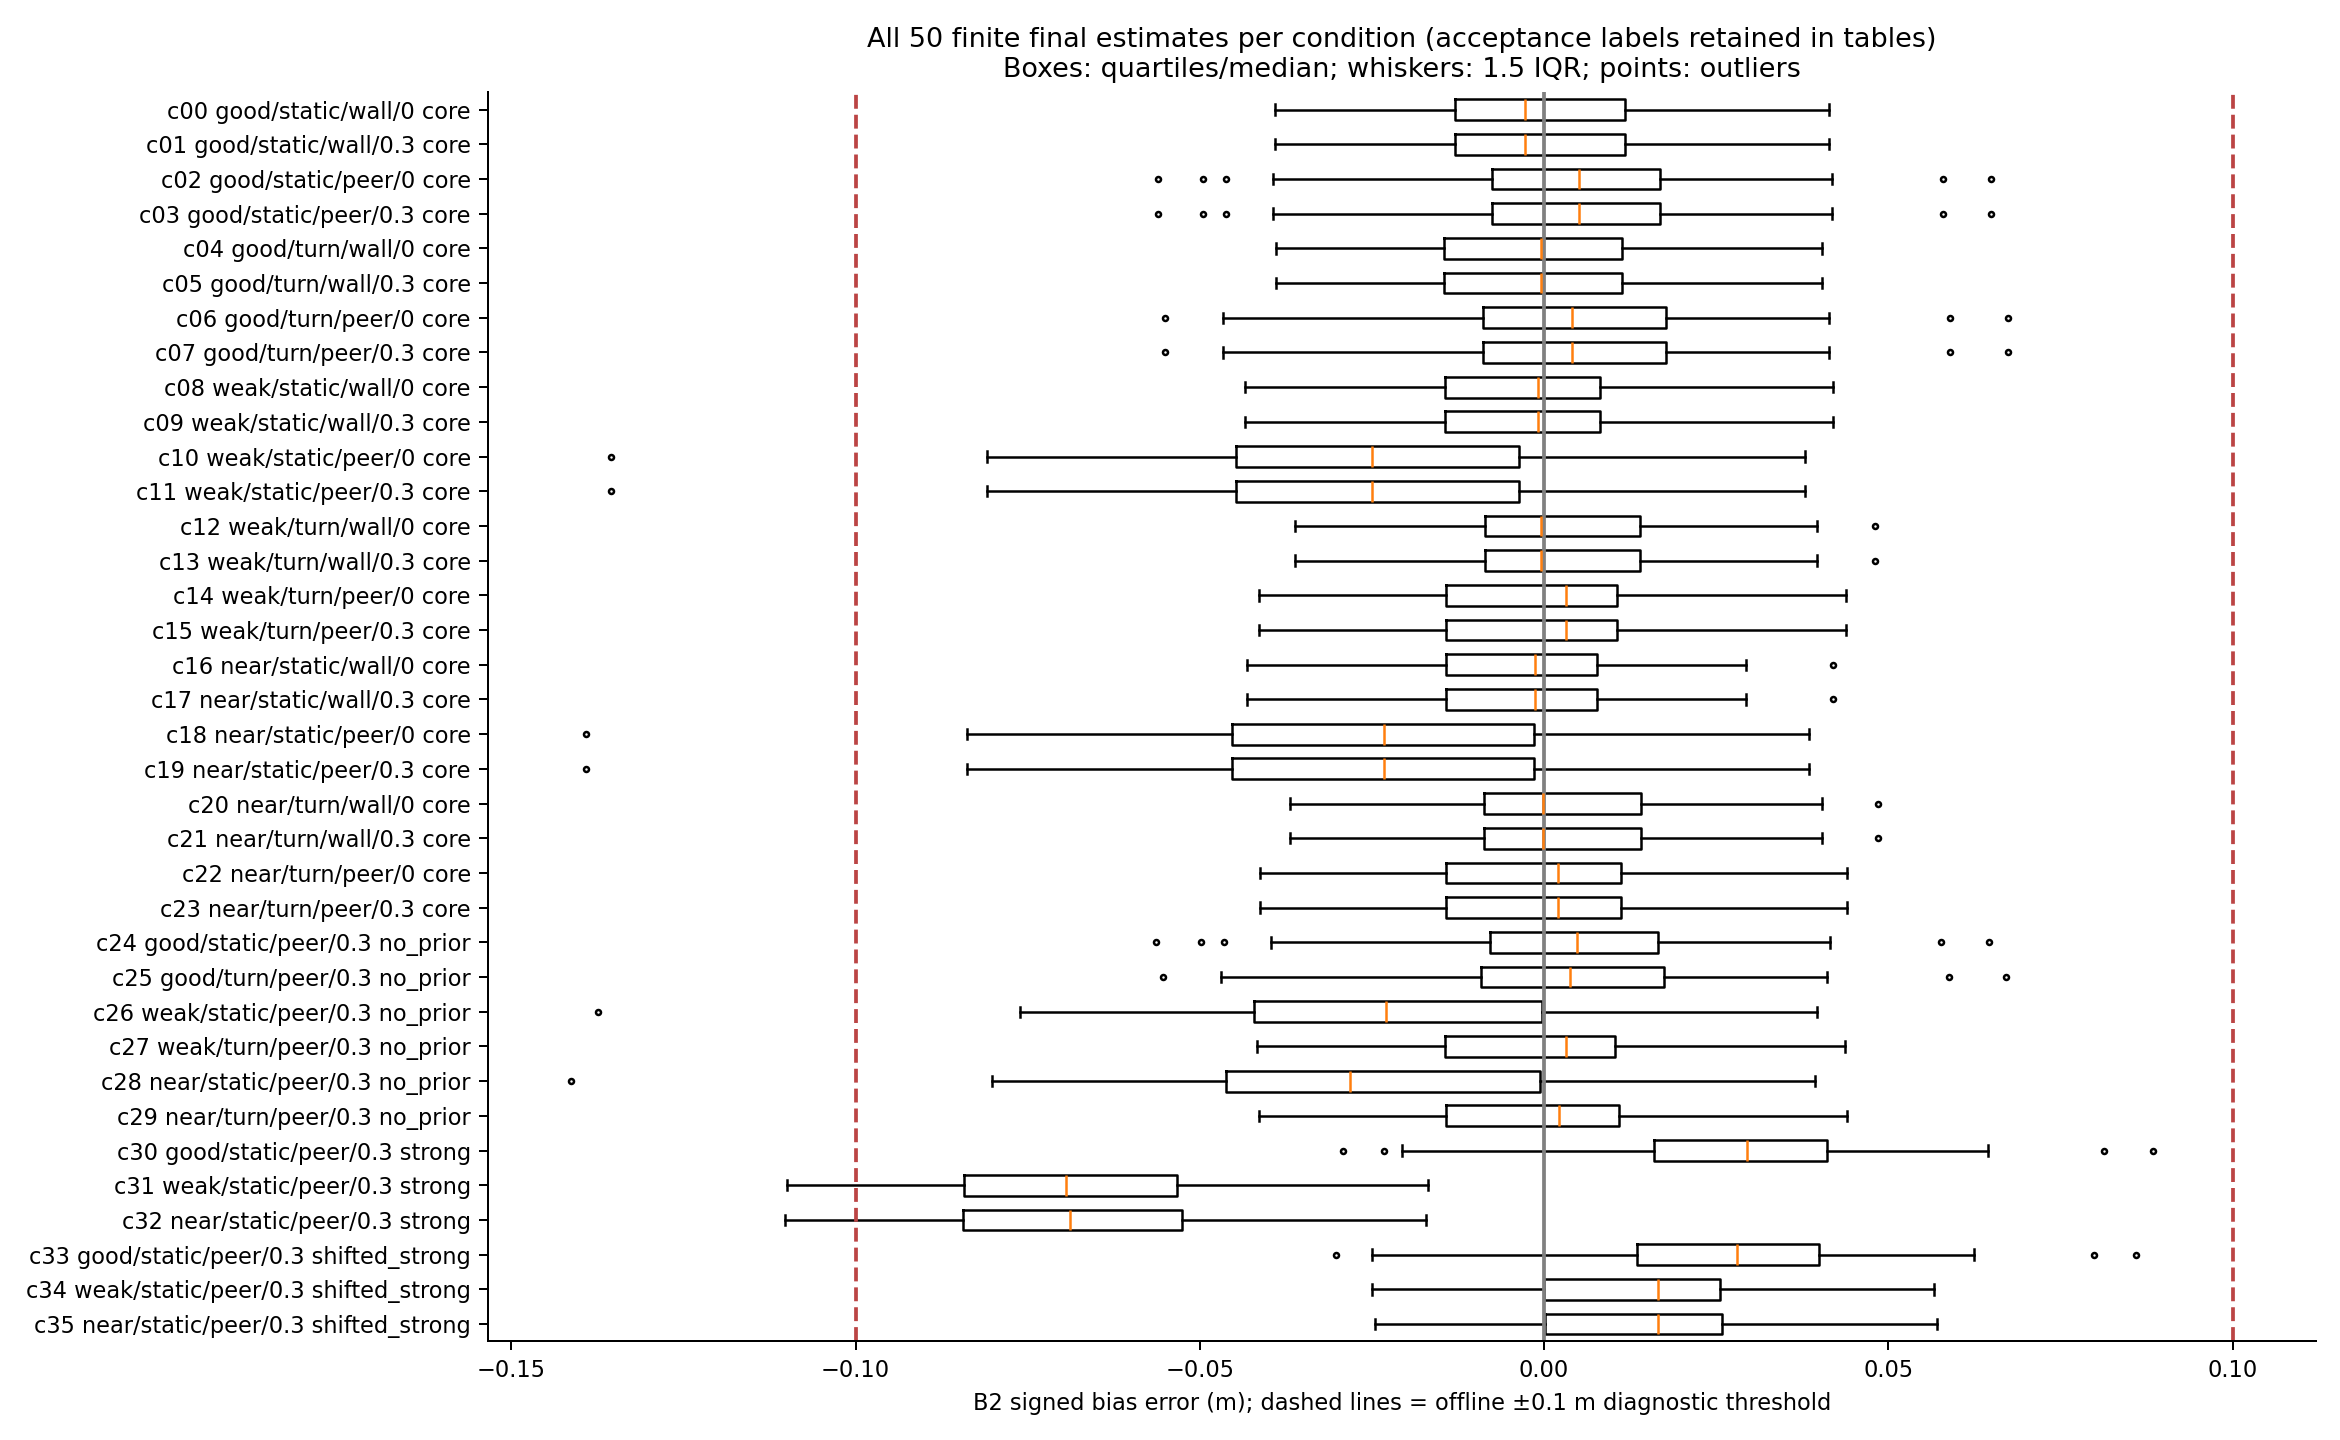 All 50 finite final estimates per condition (acceptance labels retained in tables)
Boxes: quartiles/median; whiskers: 1.5 IQR; points: outliers
c00 good/static/wall/0 core
c01 good/static/wall/0.3 core
c02 good/static/peer/0 core
c03 good/static/peer/0.3 core
c04 good/turn/wall/0 core
c05 good/turn/wall/0.3 core
c06 good/turn/peer/0 core
c07 good/turn/peer/0.3 core
c08 weak/static/wall/0 core
c09 weak/static/wall/0.3 core
c10 weak/static/peer/0 core
c11 weak/static/peer/0.3 core
c12 weak/turn/wall/0 core
c13 weak/turn/wall/0.3 core
c14 weak/turn/peer/0 core
c15 weak/turn/peer/0.3 core
c16 near/static/wall/0 core
c17 near/static/wall/0.3 core
c18 near/static/peer/0 core
c19 near/static/peer/0.3 core
c20 near/turn/wall/0 core
c21 near/turn/wall/0.3 core
c22 near/turn/peer/0 core
c23 near/turn/peer/0.3 core
c24 good/static/peer/0.3 no_prior
c25 good/turn/peer/0.3 no_prior
c26 weak/static/peer/0.3 no_prior
c27 weak/turn/peer/0.3 no_prior
c28 near/static/peer/0.3 no_prior
c29 near/turn/peer/0.3 no_prior
c30 good/static/peer/0.3 strong
c31 weak/static/peer/0.3 strong
c32 near/static/peer/0.3 strong
c33 good/static/peer/0.3 shifted_strong
c34 weak/static/peer/0.3 shifted_strong
c35 near/static/peer/0.3 shifted_strong
−0.15 −0.10 −0.05 0.00 0.05 0.10
B2 signed bias error (m); dashed lines = offline ±0.1 m diagnostic threshold